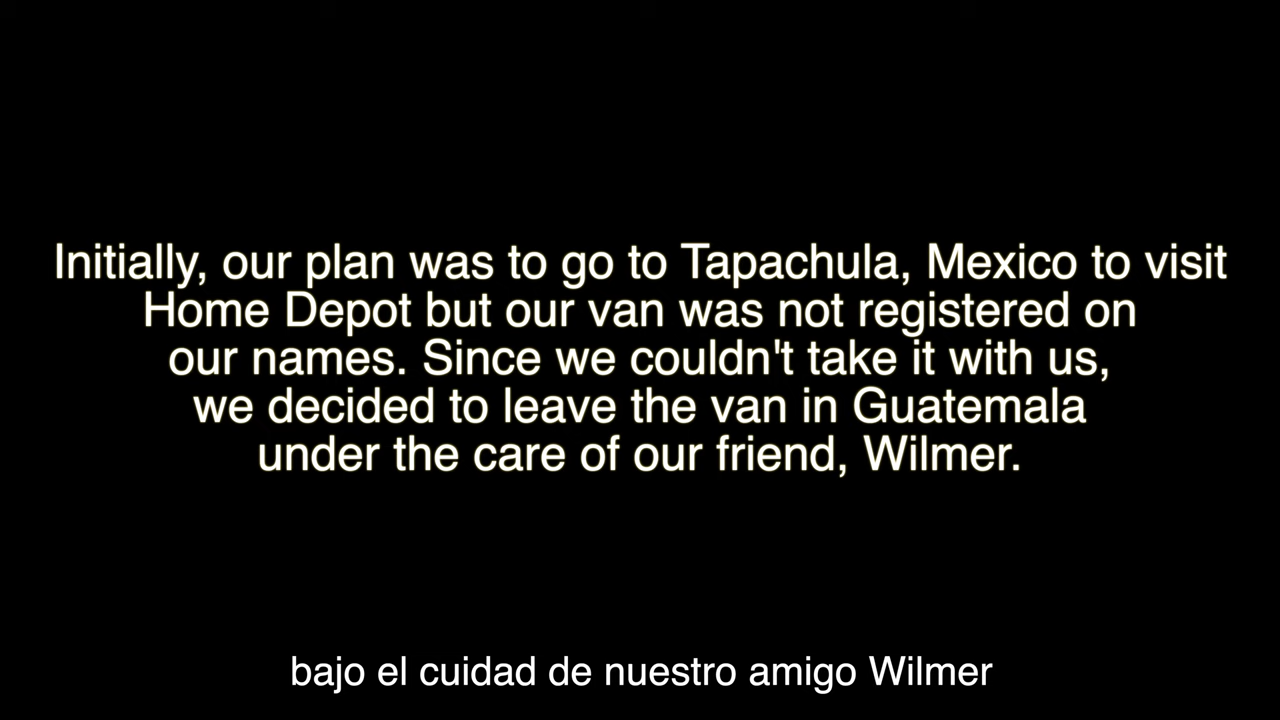 Initially, our plan was to go to Tapachula, Mexico to visit
Home Depot but our van was not registered on
our names. Since we couldn't take it with us,
we decided to leave the van in Guatemala
under the care of our friend, Wilmer.
bajo el cuidad de nuestro amigo Wilmer